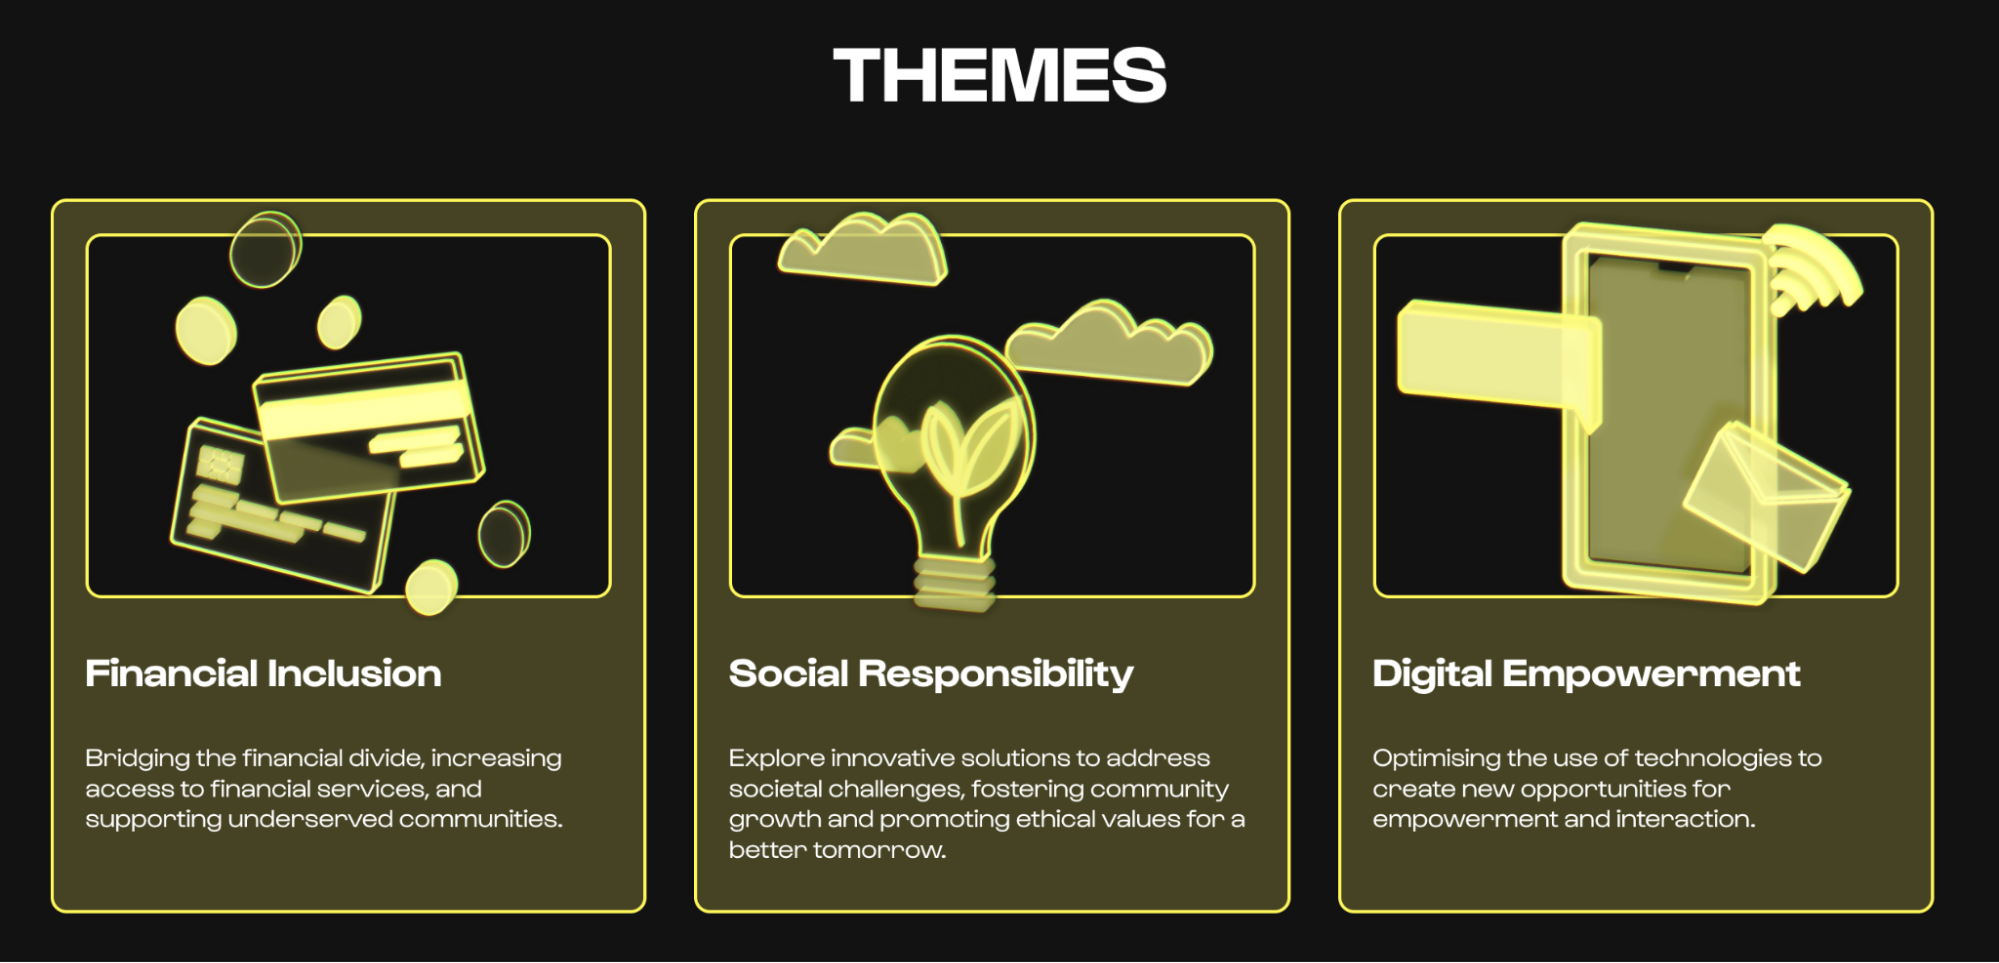 THEMES
Financial Inclusion
Bridging the financial divide, increasing
access to financial services, and
supporting underserved communities.
Social Responsibility
Explore innovative solutions to address
societal challenges, fostering community
growth and promoting ethical values for a
better tomorrow.
Digital Empowerment
Optimising the use of technologies to
create new opportunities for
empowerment and interaction.